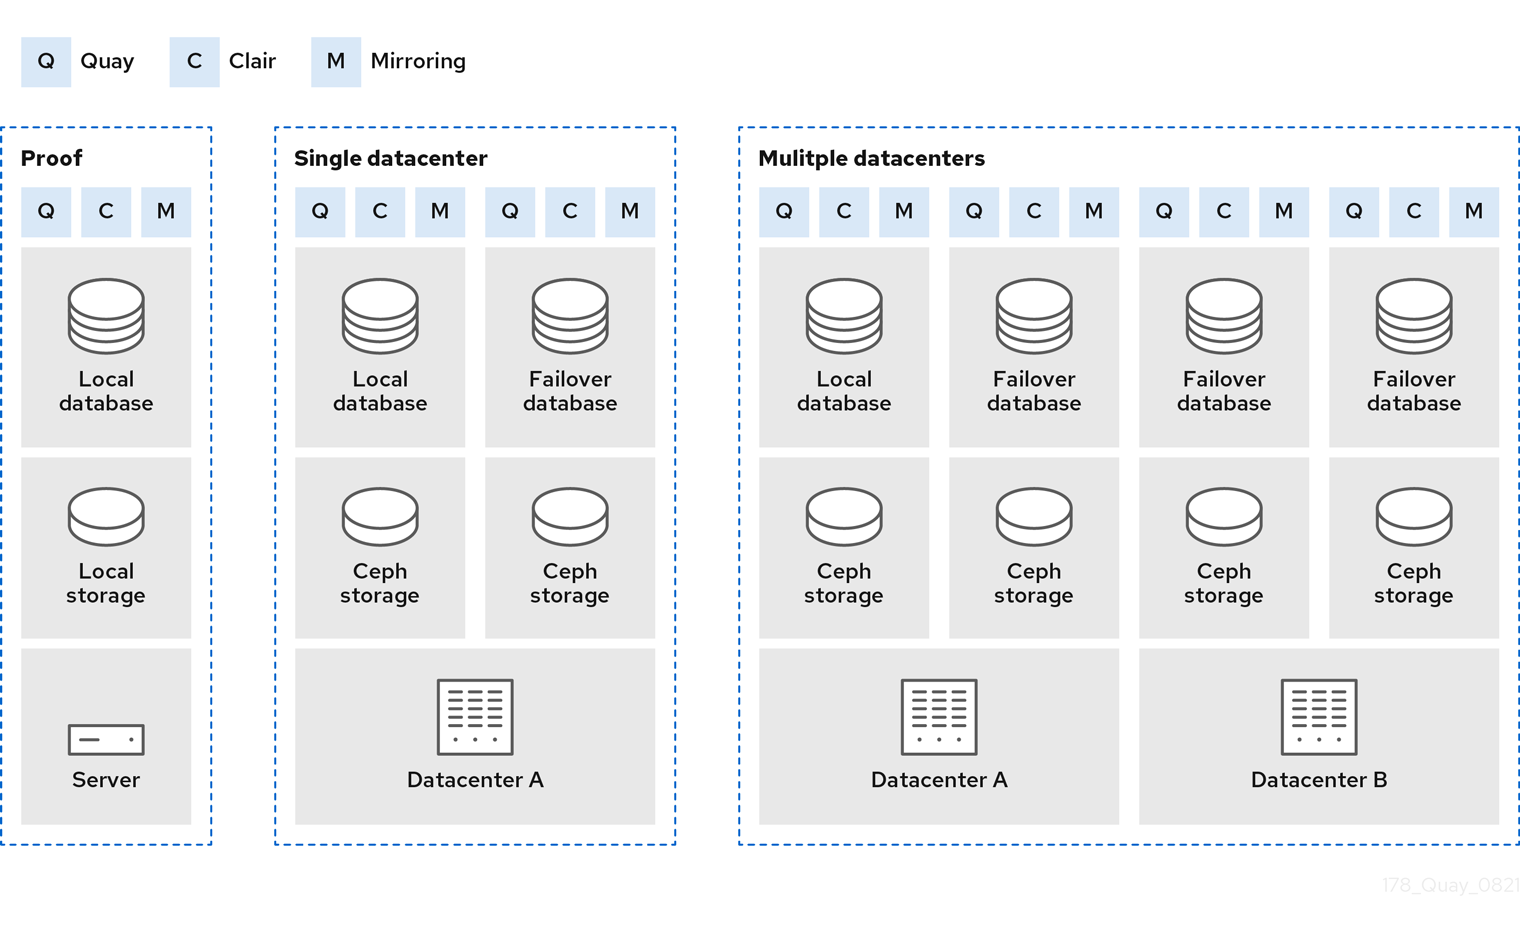 Q Quay C Clair M Mirroring
Proof
Q C M
Local
database
Local
storage
Server
Single datacenter
Q C M Q C M
Local
database
Failover
database
Ceph
storage
Ceph
storage
Datacenter A
Mulitple datacenters
Q C M Q C M Q C M Q C M
Local
database
Failover
database
Failover
database
Failover
database
Ceph
storage
Ceph
storage
Ceph
storage
Ceph
storage
Datacenter A
Datacenter B
178_Quay_0821